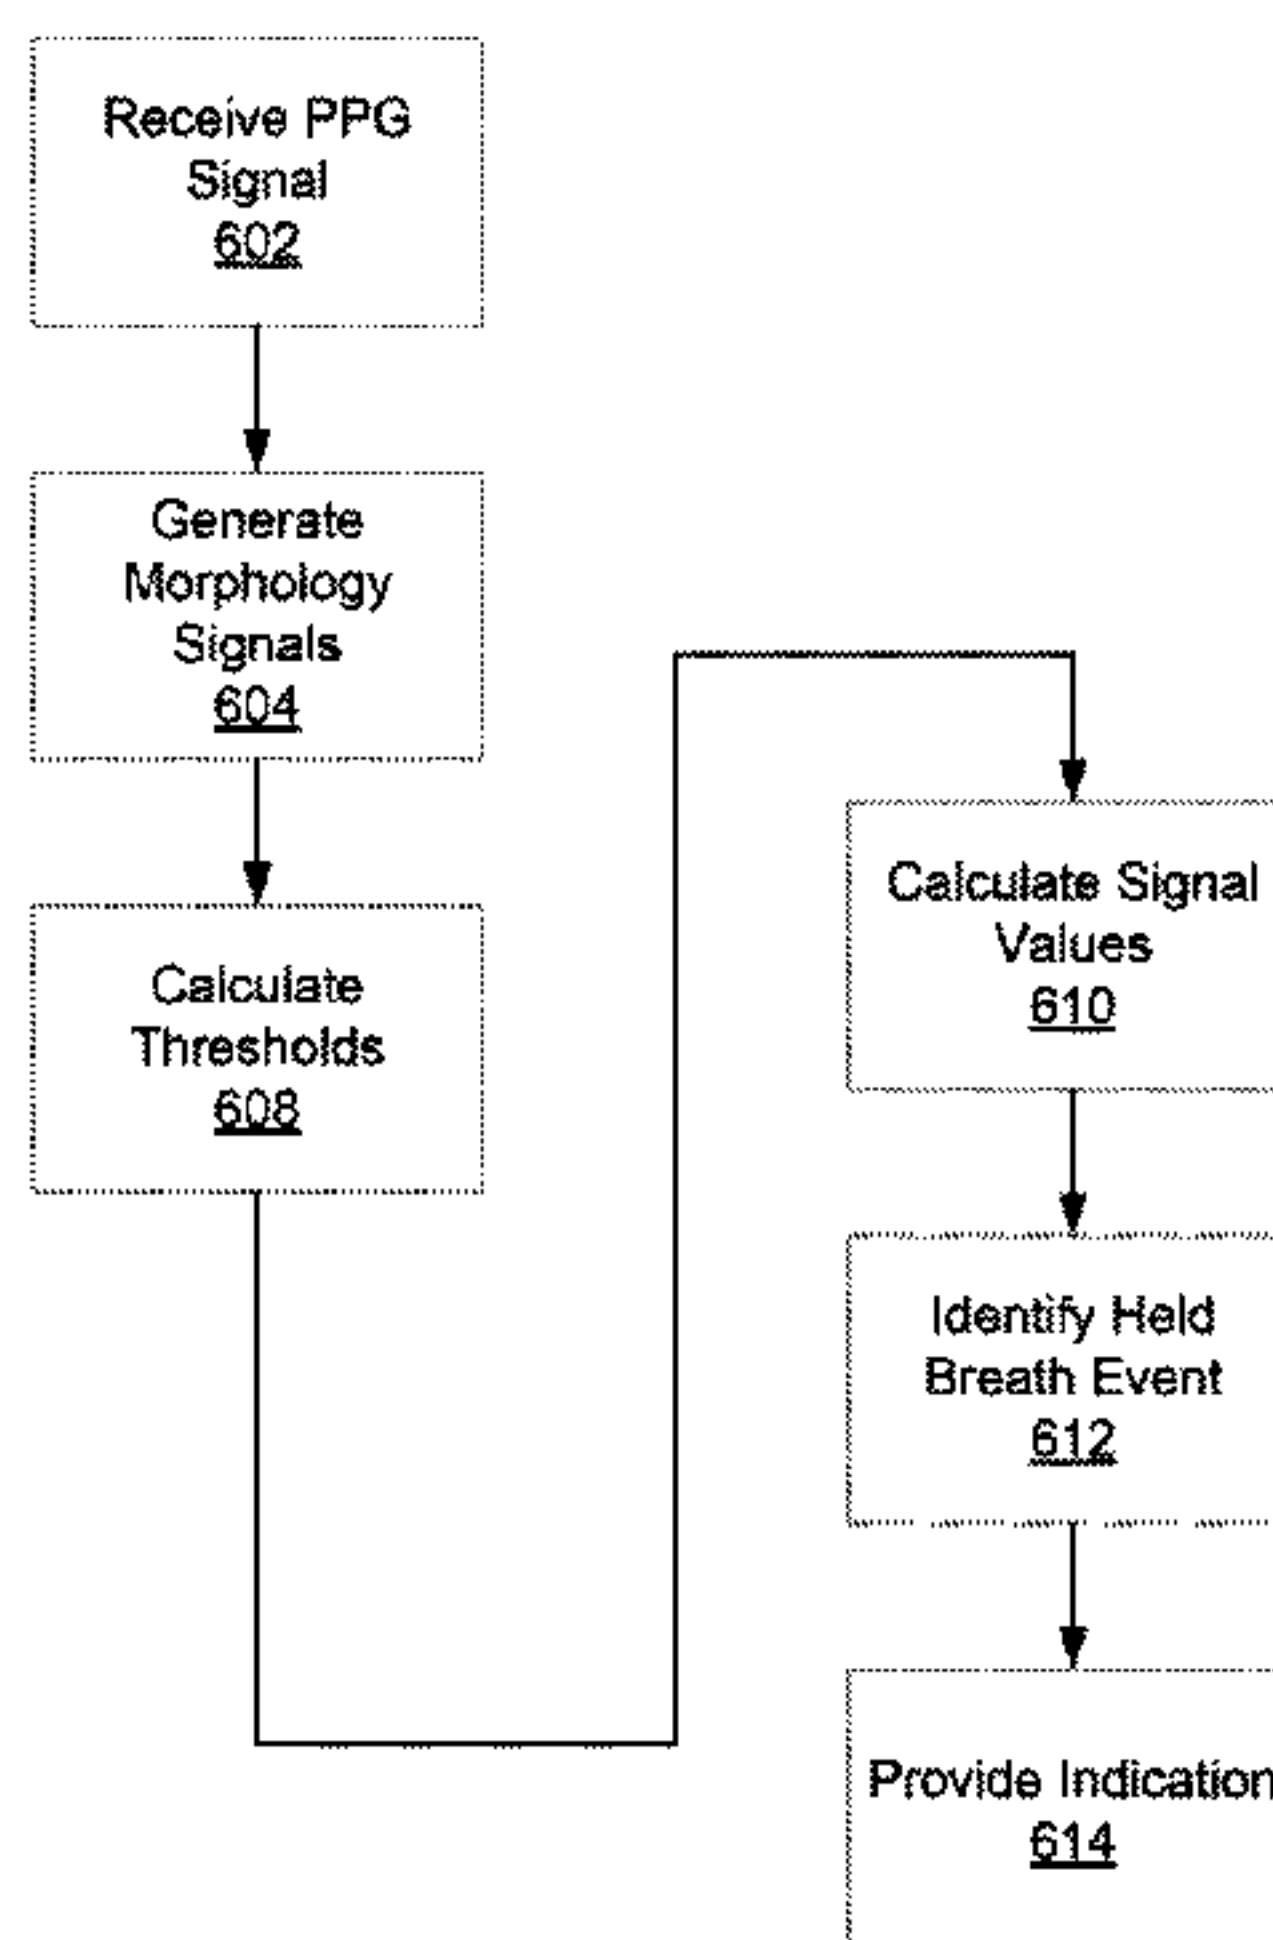 Receive PPG
Signal
602
Generate
Morphology
Signals
604
Calculate
Thresholds
608
Calculate Signal
Values
610
Identify Held
Breath Event
612
Provide Indication
614